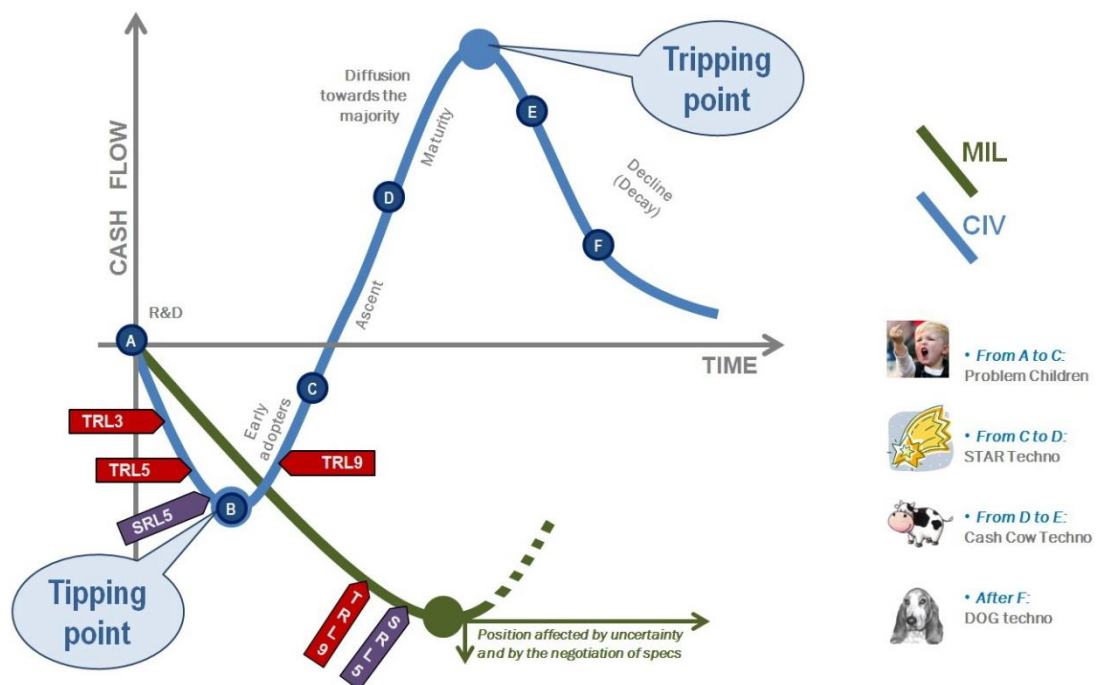 CASH FLOW
Tripping
point
Diffusion
towards the
majority
Maturity
E
Decline
(Decay)
D
F
MIL
CIV
R&D
Ascent
A
TIME
C
Early
adopters
TRL3
TRL5
TRL9
SRL5
B
Tipping
point
TRL9
SRL5
Position affected by uncertainty
and by the negotiation of specs
• From A to C:
Problem Children
• From C to D:
STAR Techno
• From D to E:
Cash Cow Techno
• After F:
DOG techno